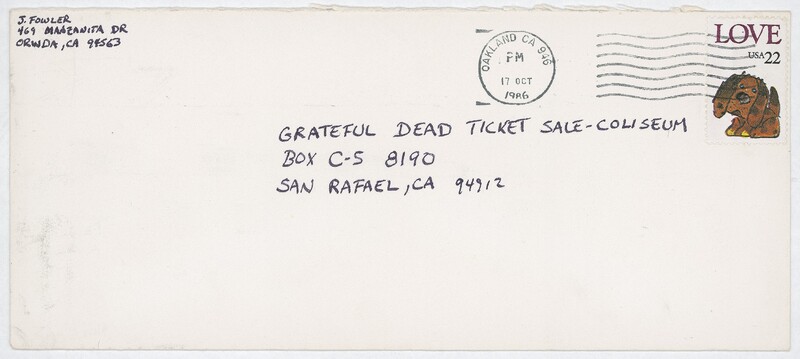 J. FOWLER
469 MANZANITA DR
ORINDA, CA 94563
OAKLAND CA 946
PM
17 OCT
1986
LOVE
USA 22
GRATEFUL DEAD TICKET SALE-COLISEUM
BOX C-S 8190
SAN RAFAEL, CA 94912